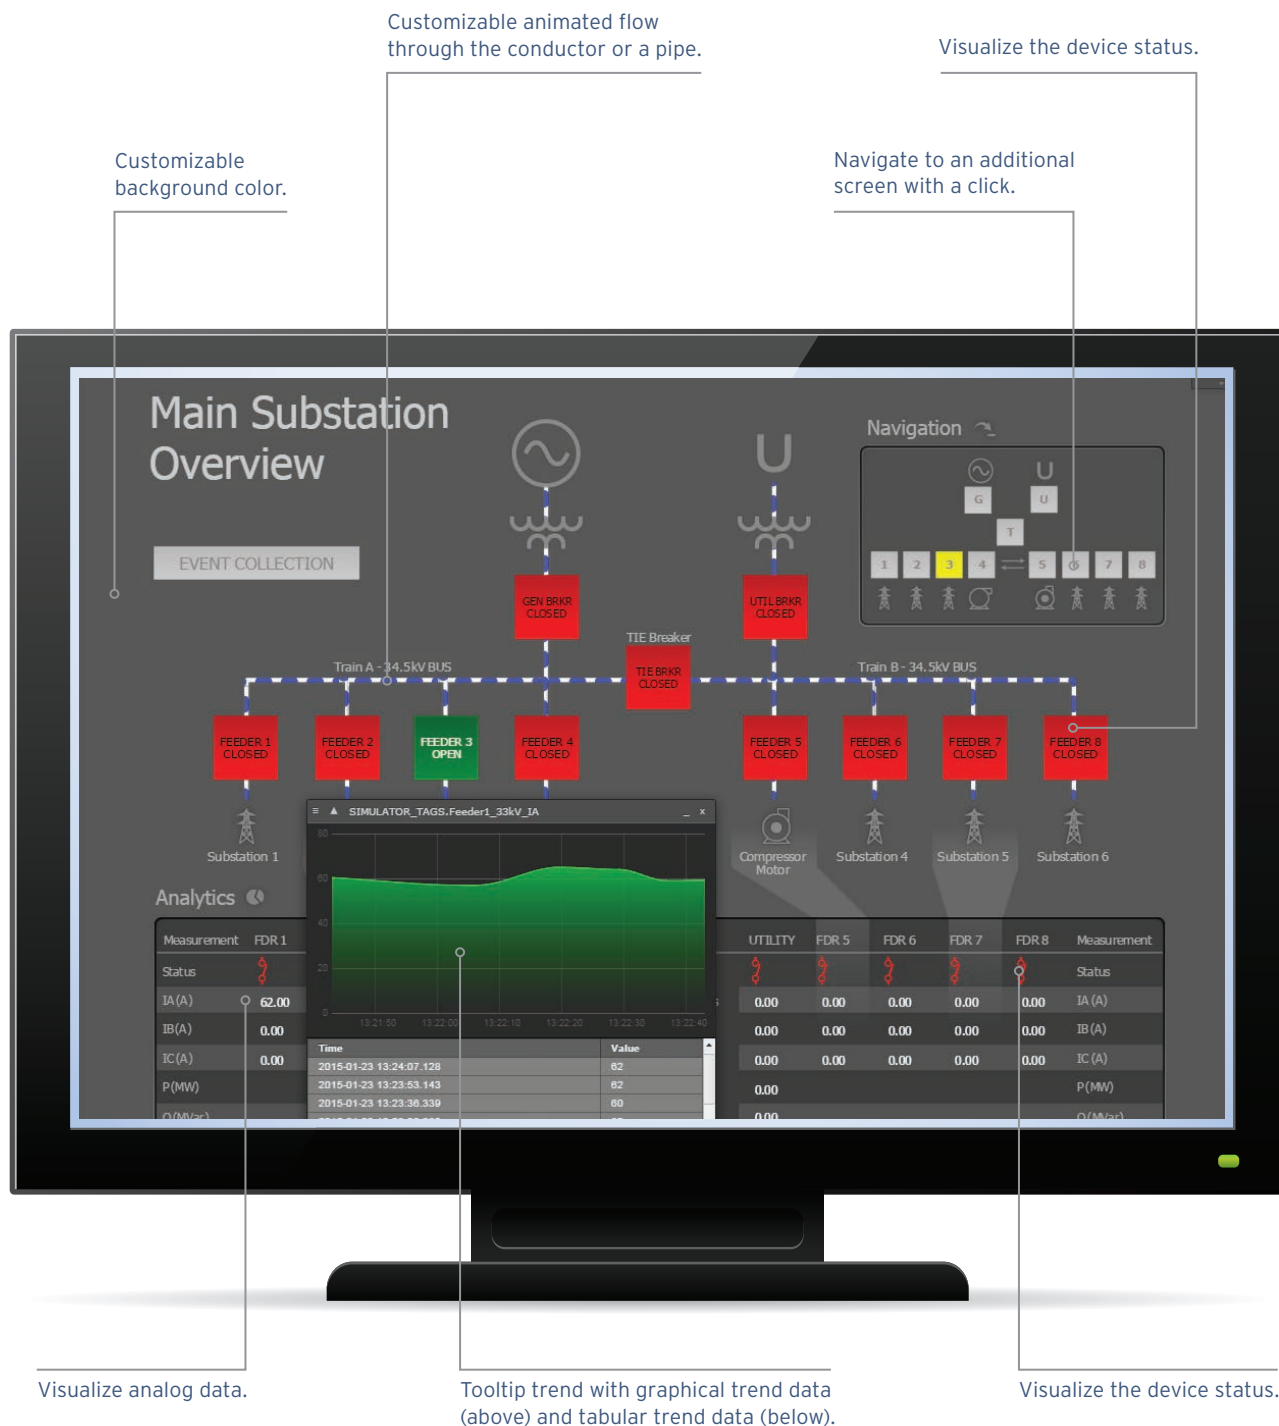 Customizable animated flow
through the conductor or a pipe.
Visualize the device status.
Customizable
background color.
Navigate to an additional
screen with a click.
Main Substation
Overview
EVENT COLLECTION
U
Navigation
U
G
U
T
1 2 3 4 5 6 7 8
GEN BRKR
CLOSED
UTIL BRKR
CLOSED
TIE Breaker
TIE BRKR
CLOSED
Train A - 34.5kV BUS
Train B - 34.5kV BUS
FEEDER 1
CLOSED
FEEDER 2
CLOSED
FEEDER 3
OPEN
FEEDER 4
CLOSED
FEEDER 5
CLOSED
FEEDER 6
CLOSED
FEEDER 7
CLOSED
FEEDER 8
CLOSED
Substation 1
Compressor
Motor
Substation 4
Substation 5
Substation 6
SIMULATOR_TAGS.Feeder1_33kV_IA _ x
80
60
40
20
0
13:21:50 13:22:00 13:22:10 13:22:20 13:22:30 13:22:40
Time Value
2015-01-23 13:24:07.128 62
2015-01-23 13:23:53.143 62
2015-01-23 13:23:36.339 60
Analytics
Measurement FDR 1 UTILITY FDR 5 FDR 6 FDR 7 FDR 8 Measurement
Status Status
IA(A) 62.00 0.00 0.00 0.00 0.00 0.00 IA (A)
IB(A) 0.00 0.00 0.00 0.00 0.00 0.00 IB (A)
IC(A) 0.00 0.00 0.00 0.00 0.00 0.00 IC (A)
P(MW) 0.00 P(MW)
Q(MVar) 0.00 Q(MVar)
Visualize analog data.
Tooltip trend with graphical trend data
(above) and tabular trend data (below).
Visualize the device status.